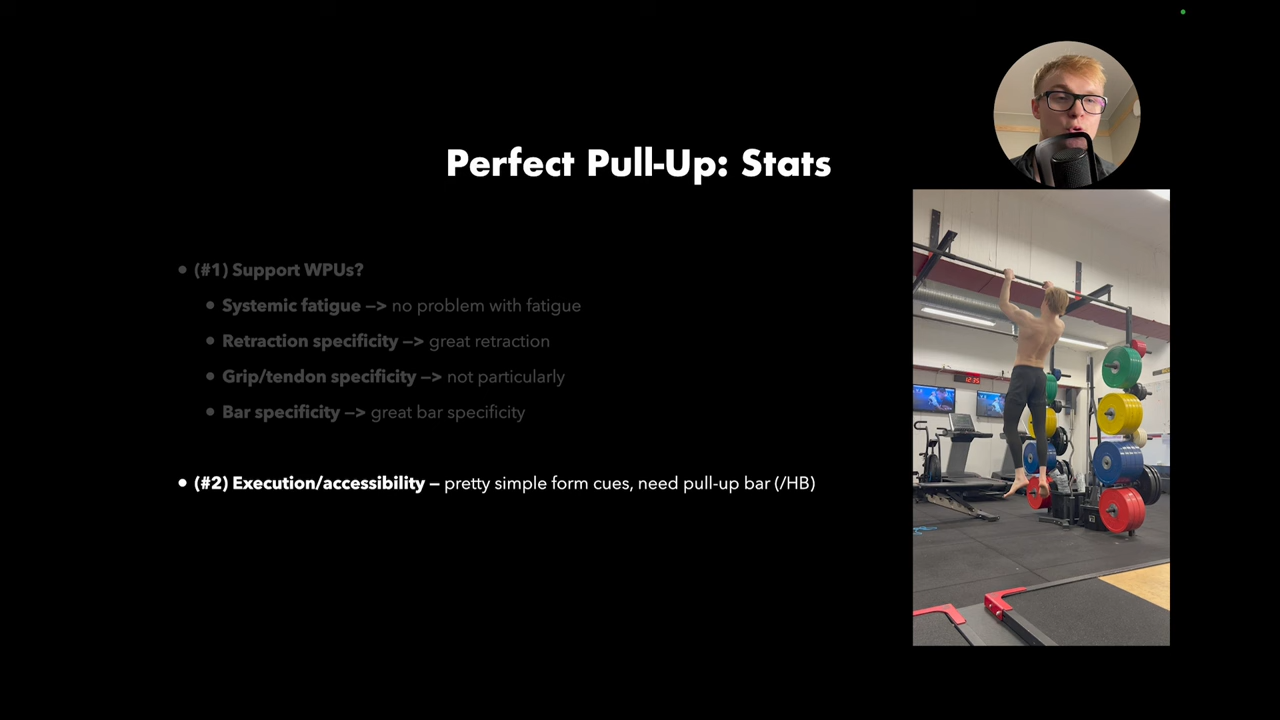 Perfect Pull-Up: Stats
• (#1) Support WPUs?
• Systemic fatigue —> no problem with fatigue
• Retraction specificity —> great retraction
• Grip/tendon specificity —> not particularly
• Bar specificity —> great bar specificity
12:35
• (#2) Execution/accessibility – pretty simple form cues, need pull-up bar (/HB)